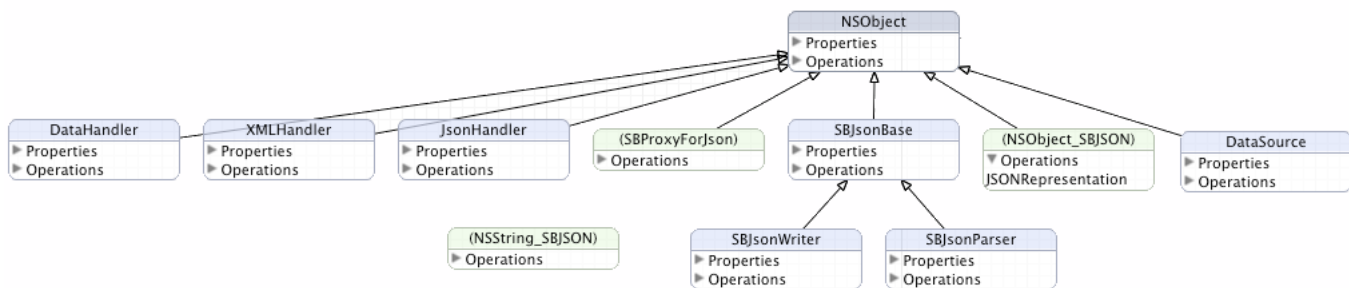 NSObject
Properties
Operations
DataHandler
Properties
Operations
XMLHandler
Properties
Operations
JsonHandler
Properties
Operations
(SBProxyForJson)
Operations
SBJsonBase
Properties
Operations
(NSObject_SBJSON)
Operations
JSONRepresentation
DataSource
Properties
Operations
(NSString_SBJSON)
Operations
SBJsonWriter
Properties
Operations
SBJsonParser
Properties
Operations